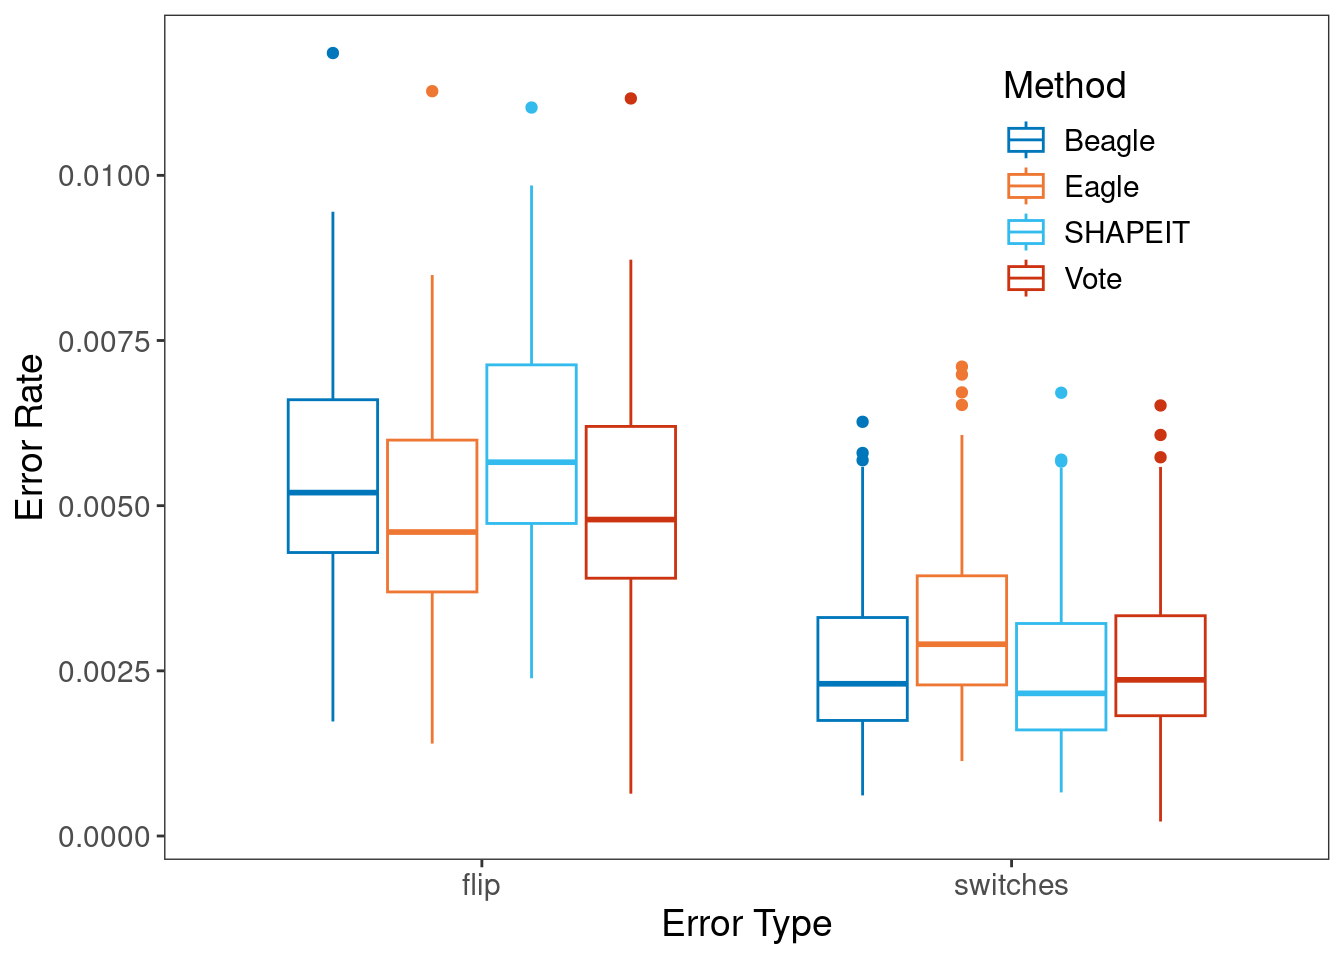 Method
Beagle
Eagle
SHAPEIT
Vote
0.0100
0.0075
0.0050
0.0025
0.0000
Error Rate
flip
switches
Error Type